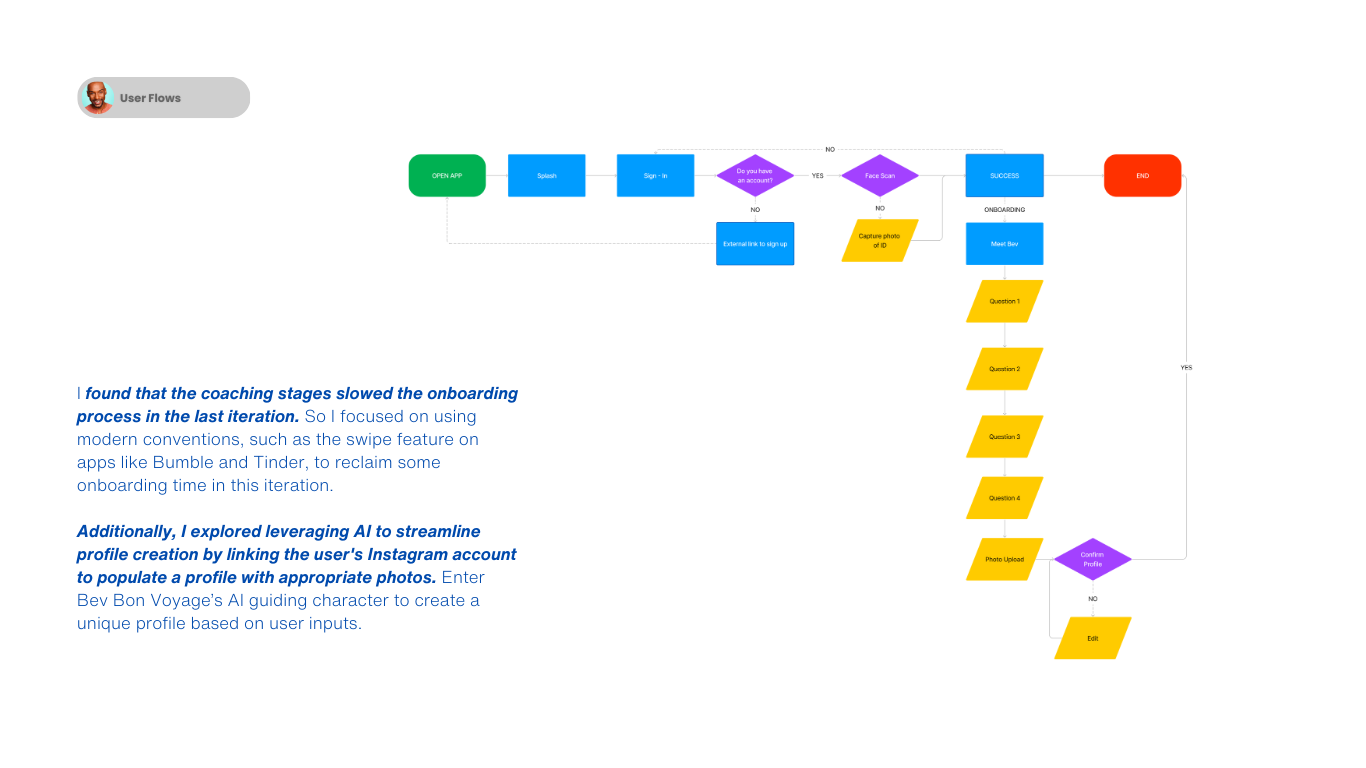 User Flows
NO
OPEN APP
Splash
Sign - In
Do you have
an account?
YES
Face Scan
SUCCESS
END
NO
NO
ONBOARDING
External link to sign up
Capture photo
of ID
Meet Bev
Question 1
Question 2
YES
Question 3
Question 4
Photo Upload
Confirm
Profile
NO
Edit
I found that the coaching stages slowed the onboarding
process in the last iteration. So I focused on using
modern conventions, such as the swipe feature on
apps like Bumble and Tinder, to reclaim some
onboarding time in this iteration.
Additionally, I explored leveraging AI to streamline
profile creation by linking the user's Instagram account
to populate a profile with appropriate photos. Enter
Bev Bon Voyage’s AI guiding character to create a
unique profile based on user inputs.